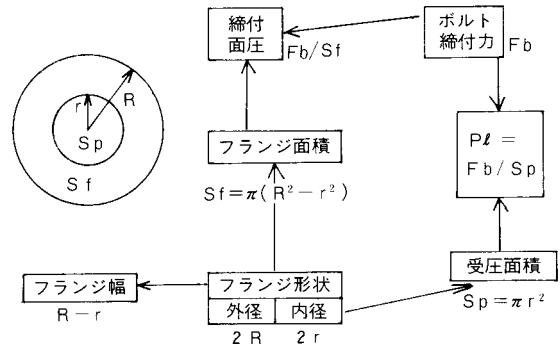 締付
面圧
Fb/Sf
ボルト
締付力
Fb
r
R
Sp
Sf
フランジ面積
Sf=π(R²−r²)
Pℓ =
Fb/Sp
フランジ幅
R−r
フランジ形状
外径
内径
2R
2r
受圧面積
Sp=πr²